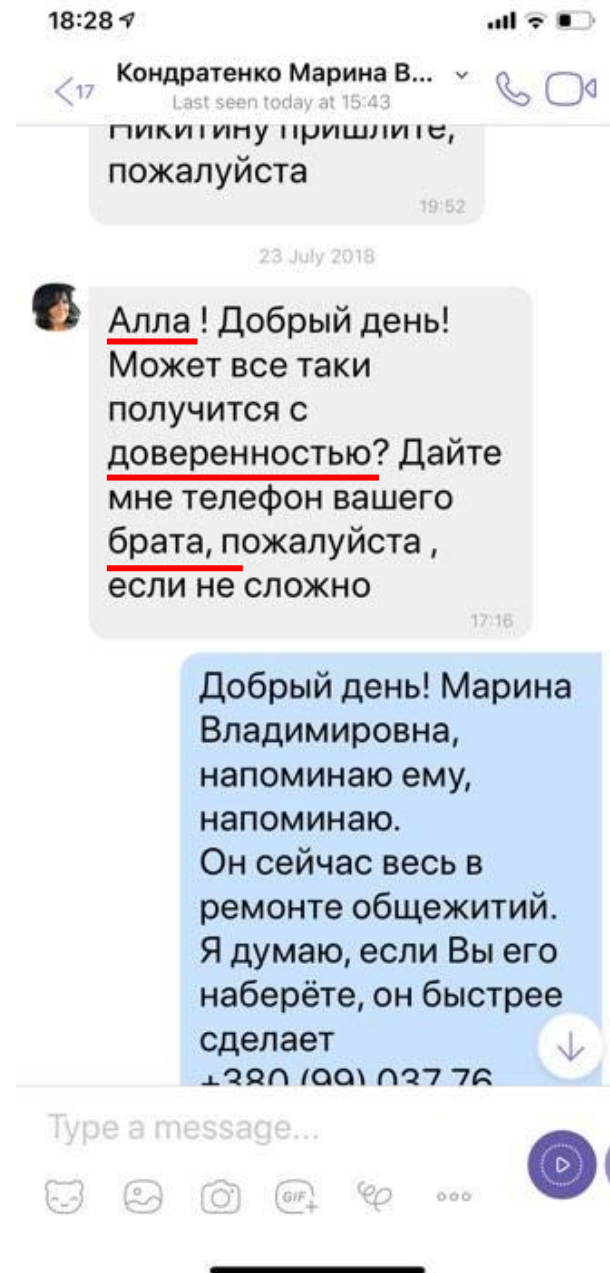 18:28
17
Кондратенко Марина В...
Last seen today at 15:43
Никитину пришлите,
пожалуйста
19:52
23 July 2018
Алла ! Добрый день!
Может все таки
получится с
доверенностью? Дайте
мне телефон вашего
брата, пожалуйста ,
если не сложно
17:16
Добрый день! Марина
Владимировна,
напоминаю ему,
напоминаю.
Он сейчас весь в
ремонте общежитий.
Я думаю, если Вы его
наберёте, он быстрее
сделает
+380 (99) 037 76
Type a message...
GIF